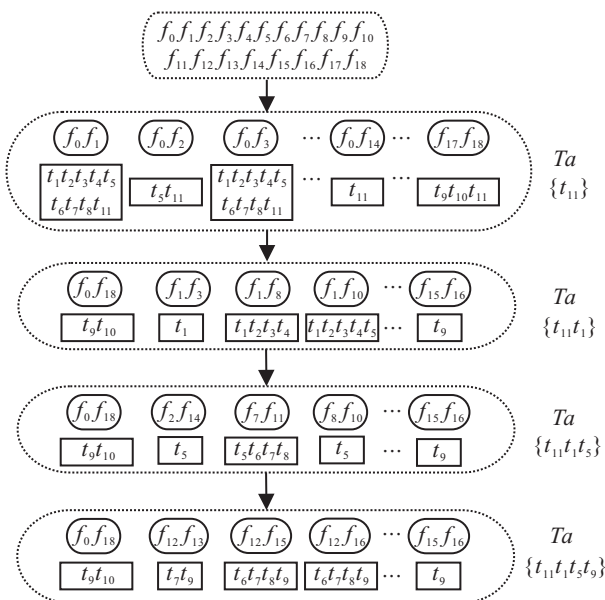 f₀f₁f₂f₃f₄f₅f₆f₇f₈f₉f₁₀
f₁₁f₁₂f₁₃f₁₄f₁₅f₁₆f₁₇f₁₈
f₀f₁ f₀f₂ f₀f₃ ··· f₀f₁₄ ··· f₁₇f₁₈
t₁t₂t₃t₄t₅ t₁t₂t₃t₄t₅ Ta
t₅t₁₁ ··· t₁₁ ··· t₉t₁₀t₁₁
t₆t₇t₈t₁₁ t₆t₇t₈t₁₁ {t₁₁}
f₀f₁₈ f₁f₃ f₁f₈ f₁f₁₀ ··· f₁₅f₁₆ Ta
t₉t₁₀ t₁ t₁t₂t₃t₄ t₁t₂t₃t₄t₅ ··· t₉ {t₁₁t₁}
f₀f₁₈ f₂f₁₄ f₇f₁₁ f₈f₁₀ ··· f₁₅f₁₆ Ta
t₉t₁₀ t₅ t₅t₆t₇t₈ t₅ ··· t₉ {t₁₁t₁t₅}
f₀f₁₈ f₁₂f₁₃ f₁₂f₁₅ f₁₂f₁₆ ··· f₁₅f₁₆ Ta
t₉t₁₀ t₇t₉ t₆t₇t₈t₉ t₆t₇t₈t₉ ··· t₉ {t₁₁t₁t₅t₉}